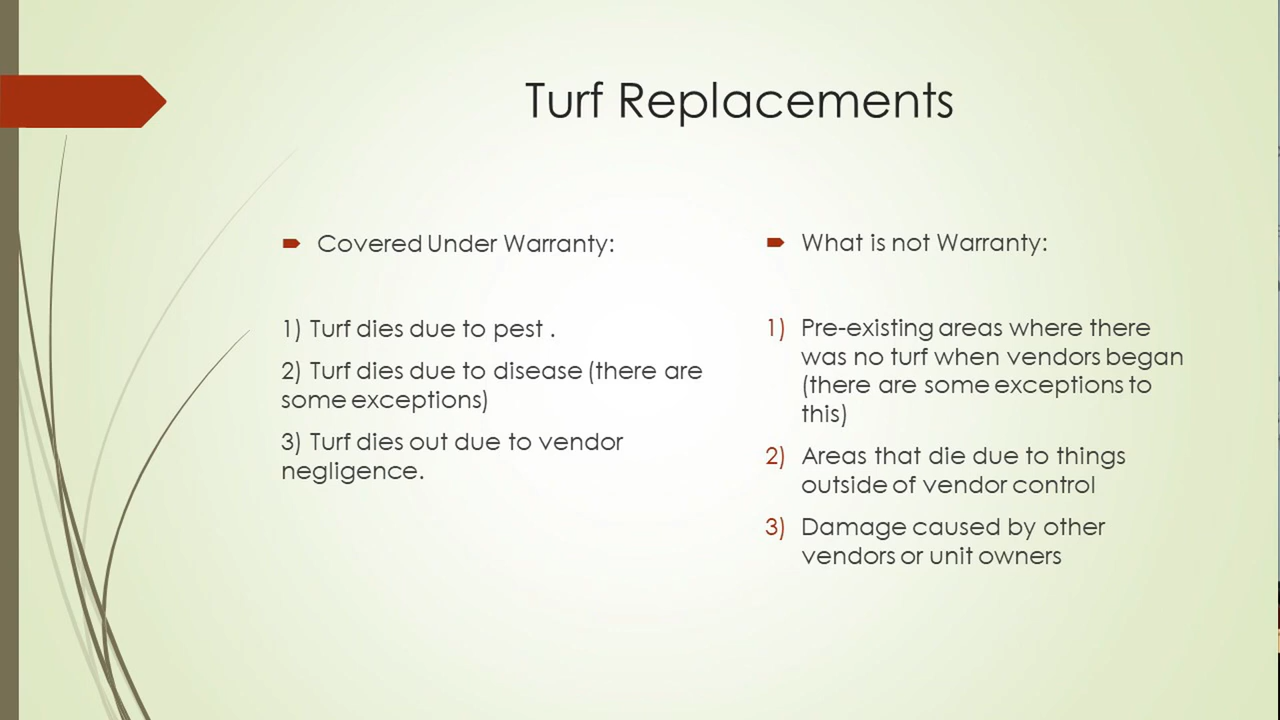 Turf Replacements
Covered Under Warranty:
1) Turf dies due to pest .
2) Turf dies due to disease (there are
some exceptions)
3) Turf dies out due to vendor
negligence.
What is not Warranty:
1) Pre-existing areas where there
was no turf when vendors began
(there are some exceptions to
this)
2) Areas that die due to things
outside of vendor control
3) Damage caused by other
vendors or unit owners